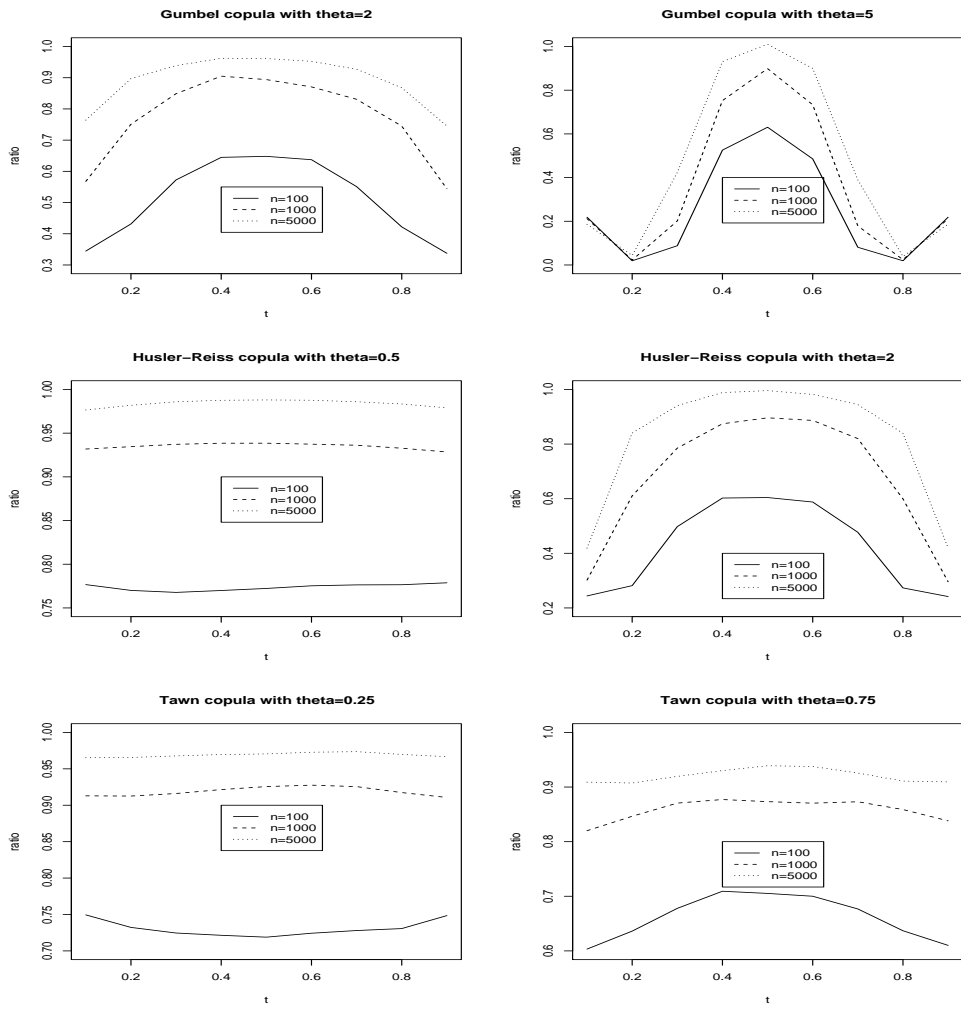 Gumbel copula with theta=2
ratio
1.0
0.9
0.8
0.7
0.6
0.5
0.4
0.3
n=100
n=1000
n=5000
0.2 0.4 0.6 0.8
t
Gumbel copula with theta=5
ratio
1.0
0.8
0.6
0.4
0.2
0.0
n=100
n=1000
n=5000
0.2 0.4 0.6 0.8
t
Husler−Reiss copula with theta=0.5
ratio
1.00
0.95
0.90
0.85
0.80
0.75
n=100
n=1000
n=5000
0.2 0.4 0.6 0.8
t
Husler−Reiss copula with theta=2
ratio
1.0
0.8
0.6
0.4
0.2
n=100
n=1000
n=5000
0.2 0.4 0.6 0.8
t
Tawn copula with theta=0.25
ratio
1.00
0.95
0.90
0.85
0.80
0.75
0.70
n=100
n=1000
n=5000
0.2 0.4 0.6 0.8
t
Tawn copula with theta=0.75
ratio
1.0
0.9
0.8
0.7
0.6
n=100
n=1000
n=5000
0.2 0.4 0.6 0.8
t